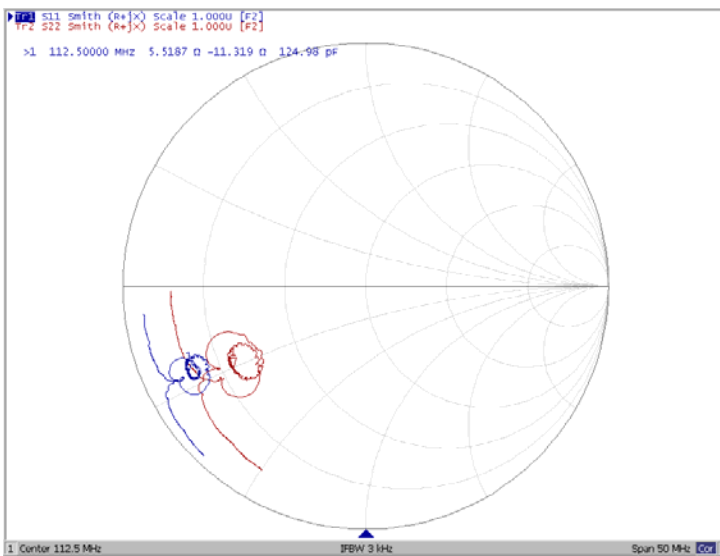 Tr1 S11 Smith (R+jX) Scale 1.000U [F2]
Tr2 S22 Smith (R+jX) Scale 1.000U [F2]
>1 112.50000 MHz 5.5187 Ω -11.319 Ω 124.98 pF
1 Center 112.5 MHz IFBW 3 kHz Span 50 MHz Cor